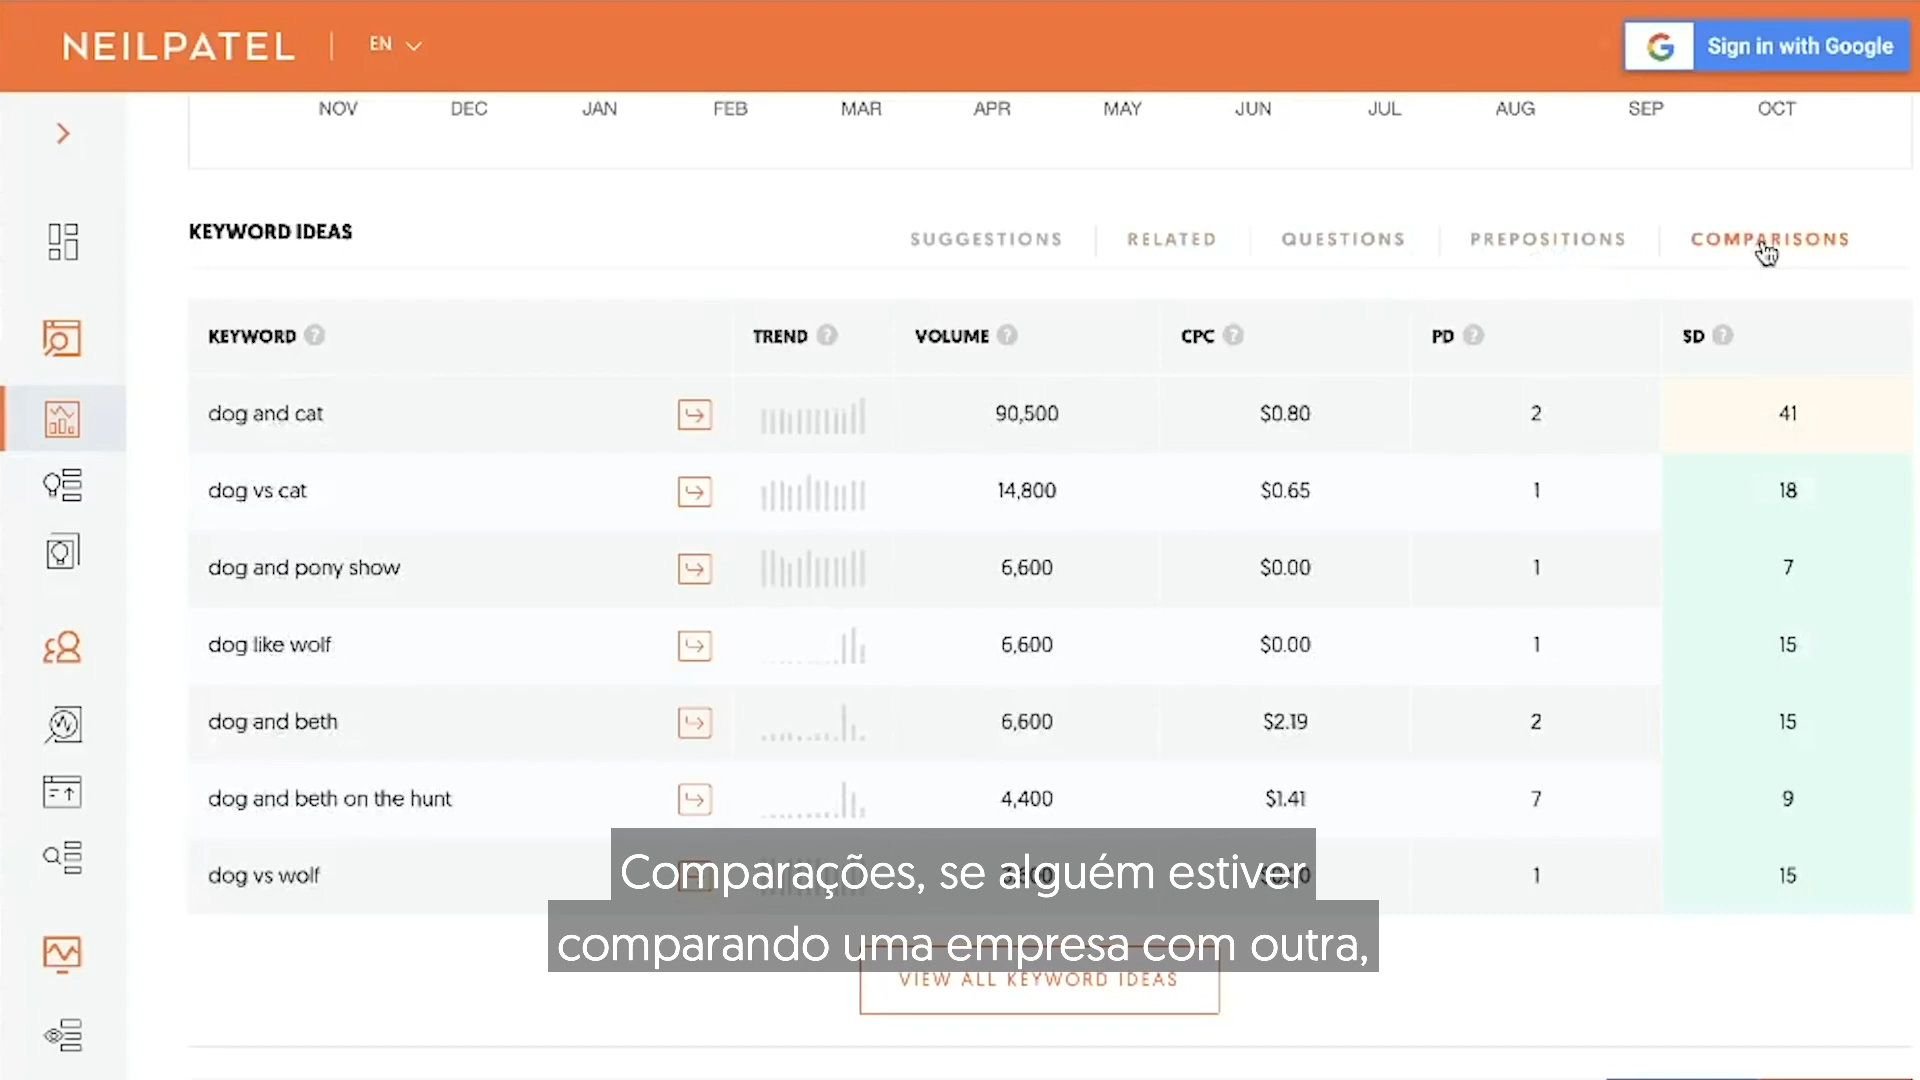 NEILPATEL
EN
Sign in with Google
NOV DEC JAN FEB MAR APR MAY JUN JUL AUG SEP OCT
KEYWORD IDEAS
SUGGESTIONS RELATED QUESTIONS PREPOSITIONS COMPARISONS
KEYWORD TREND VOLUME CPC PD SD
dog and cat 90,500 $0.80 2 41
dog vs cat 14,800 $0.65 1 18
dog and pony show 6,600 $0.00 1 7
dog like wolf 6,600 $0.00 1 15
dog and beth 6,600 $2.19 2 15
dog and beth on the hunt 4,400 $1.41 7 9
dog vs wolf 1 15
Comparações, se alguém estiver
comparando uma empresa com outra,
VIEW ALL KEYWORD IDEAS